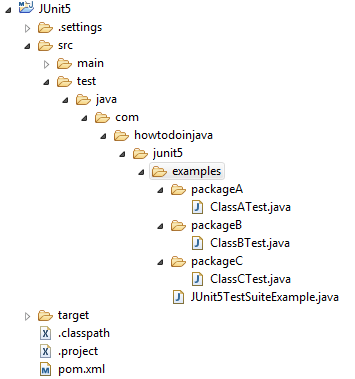 JUnit5
.settings
src
main
test
java
com
howtodoinjava
junit5
examples
packageA
ClassATest.java
packageB
ClassBTest.java
packageC
ClassCTest.java
JUnit5TestSuiteExample.java
target
.classpath
.project
pom.xml